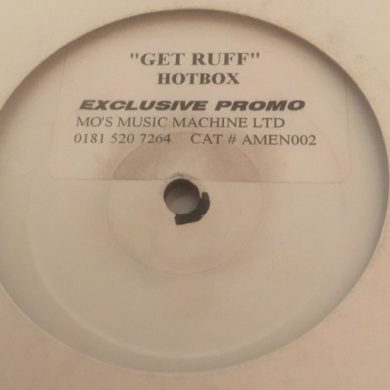 "GET RUFF"
HOTBOX
EXCLUSIVE PROMO
MO'S MUSIC MACHINE LTD
0181 520 7264 CAT # AMEN002